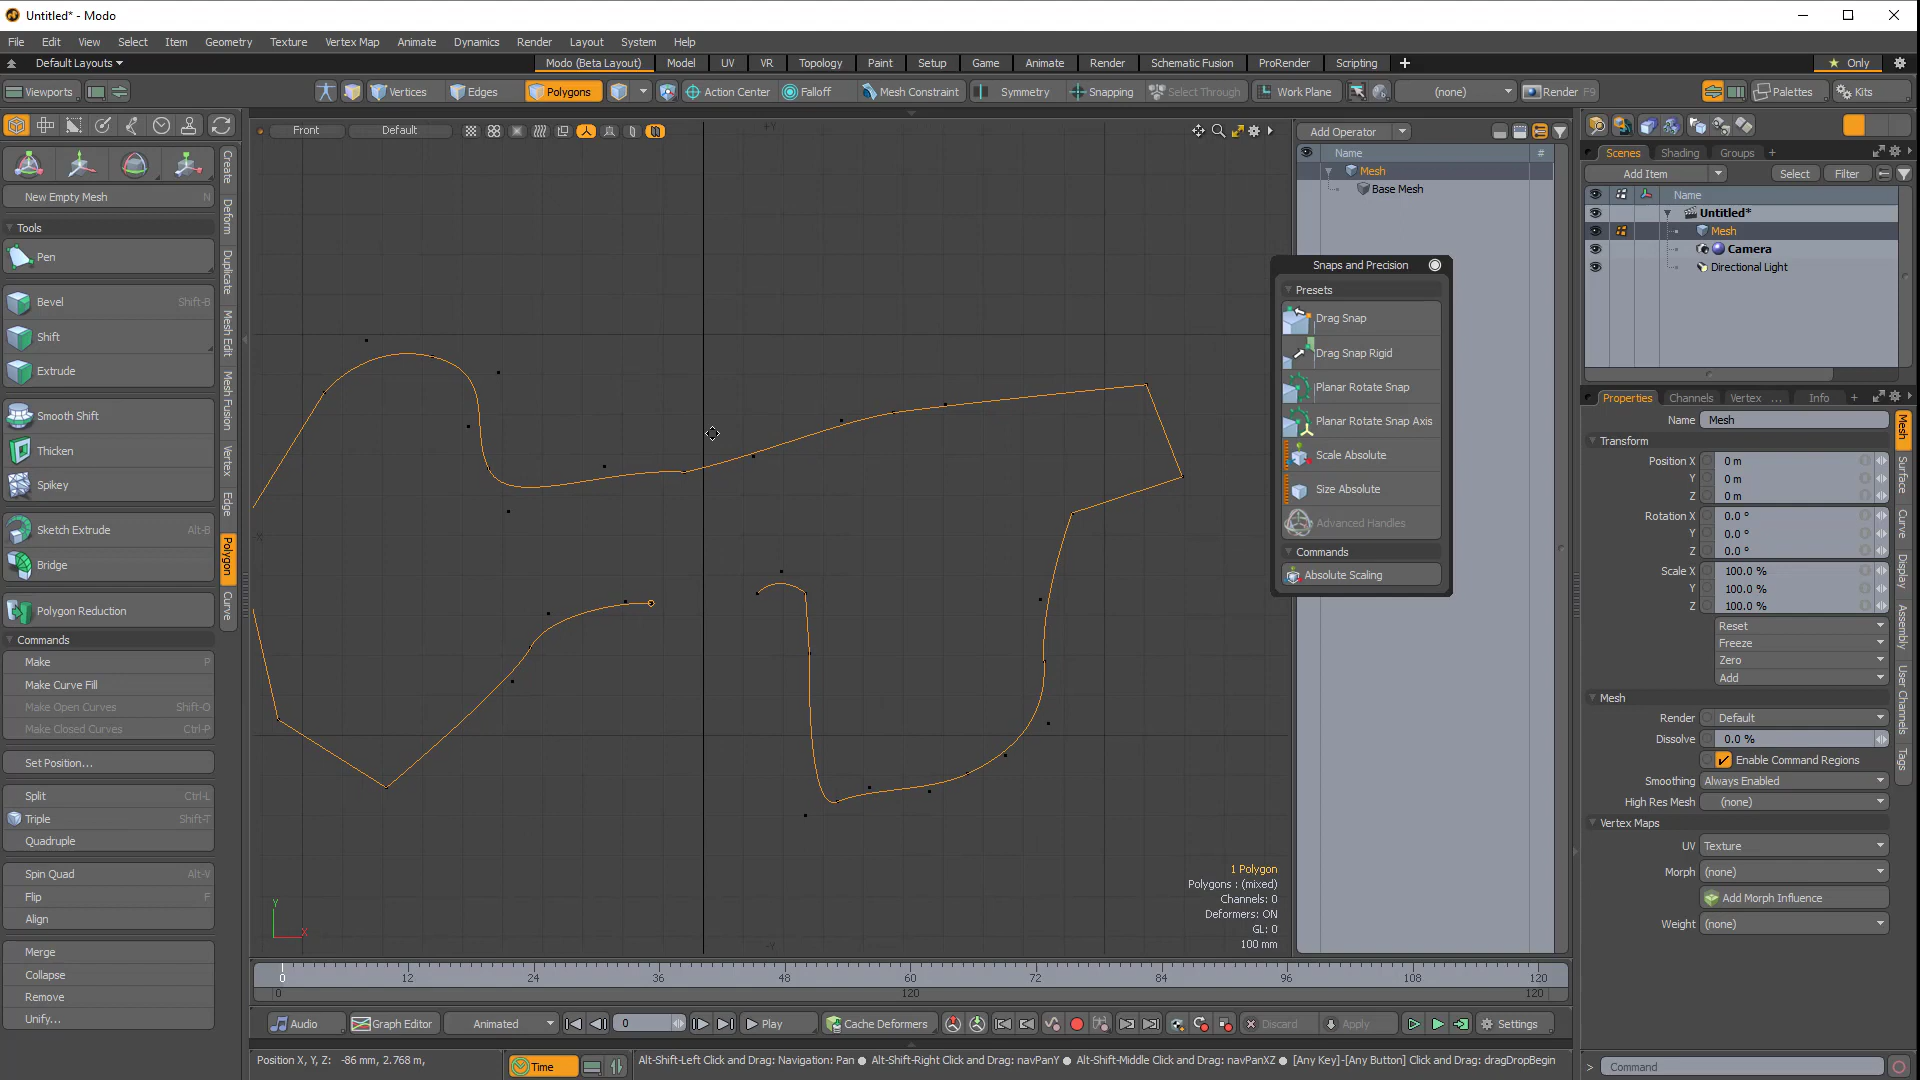 Untitled* - Modo
File Edit View Select Item Geometry Texture Vertex Map Animate Dynamics Render Layout System Help
Default Layouts
Modo (Beta Layout) Model UV VR Topology Paint Setup Game Animate Render Schematic Fusion ProRender Scripting + Only
Viewports Vertices Edges Polygons Action Center Falloff Mesh Constraint Symmetry Snapping Select Through Work Plane (none) Render F9 Palettes Kits
Front Default +Y
New Empty Mesh N
Tools
Pen
Bevel Shift-B
Shift
Extrude
Smooth Shift
Thicken
Spikey
Sketch Extrude Alt-B
Bridge
Polygon Reduction
Commands
Make P
Make Curve Fill
Make Open Curves Shift-O
Make Closed Curves Ctrl-P
Set Position...
Split Ctrl-L
Triple Shift-T
Quadruple
Spin Quad Alt-V
Flip F
Align
Merge
Collapse
Remove
Unify...
Create
Deform
Duplicate
Mesh Edit
Mesh Fusion
Vertex
Edge
Polygon
Curve
-X
Y
X
-Y
1 Polygon
Polygons : (mixed)
Channels: 0
Deformers: ON
GL: 0
100 mm
Add Operator
Name #
Mesh
Base Mesh
Snaps and Precision
Presets
Drag Snap
Drag Snap Rigid
Planar Rotate Snap
Planar Rotate Snap Axis
Scale Absolute
Size Absolute
Advanced Handles
Commands
Absolute Scaling
Scenes Shading Groups +
Add Item Select Filter
Name
Untitled*
Mesh
Camera
Directional Light
Properties Channels Vertex ... Info +
Name Mesh
Transform
Position X 0 m
Y 0 m
Z 0 m
Rotation X 0.0 °
Y 0.0 °
Z 0.0 °
Scale X 100.0 %
Y 100.0 %
Z 100.0 %
Reset
Freeze
Zero
Add
Mesh
Render Default
Dissolve 0.0 %
Enable Command Regions
Smoothing Always Enabled
High Res Mesh (none)
Vertex Maps
UV Texture
Morph (none)
Add Morph Influence
Weight (none)
Mesh
Surface
Curve
Display
Assembly
User Channels
Tags
0 12 24 36 48 60 72 84 96 108 120
0 120 120
Audio Graph Editor Animated 0 Play Cache Deformers Discard Apply Settings
Position X, Y, Z: -86 mm, 2.768 m, Time Alt-Shift-Left Click and Drag: Navigation: Pan ● Alt-Shift-Right Click and Drag: navPanY ● Alt-Shift-Middle Click and Drag: navPanXZ ● [Any Key]-[Any Button] Click and Drag: dragDropBegin
> Command